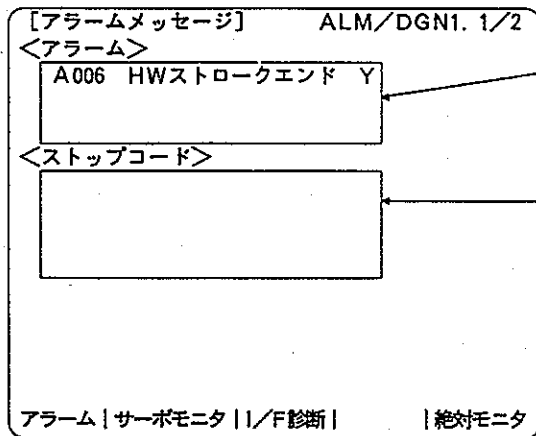 [アラームメッセージ] ALM/DGN1. 1/2
<アラーム>
A006 HWストロークエンド Y
<ストップコード>
アラーム|サーボモニタ|I/F診断| |絶対モニタ